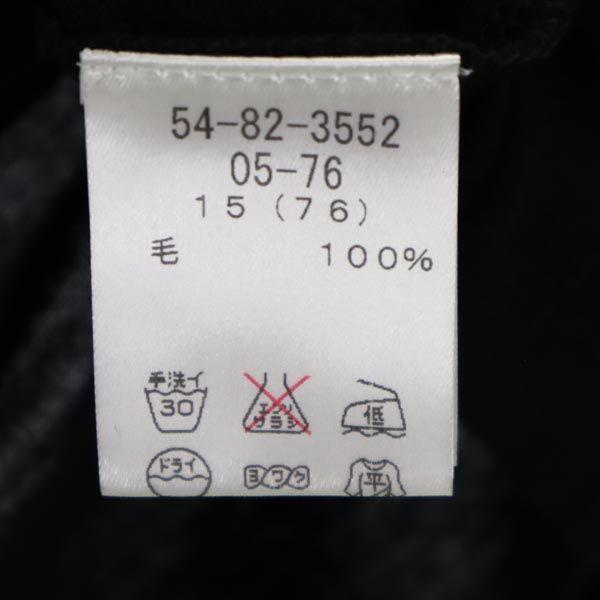 54-82-3552
05-76
15(76)
毛 100%
手洗イ
30
エンソ
サラシ
低
ドライ
ヨワク
平